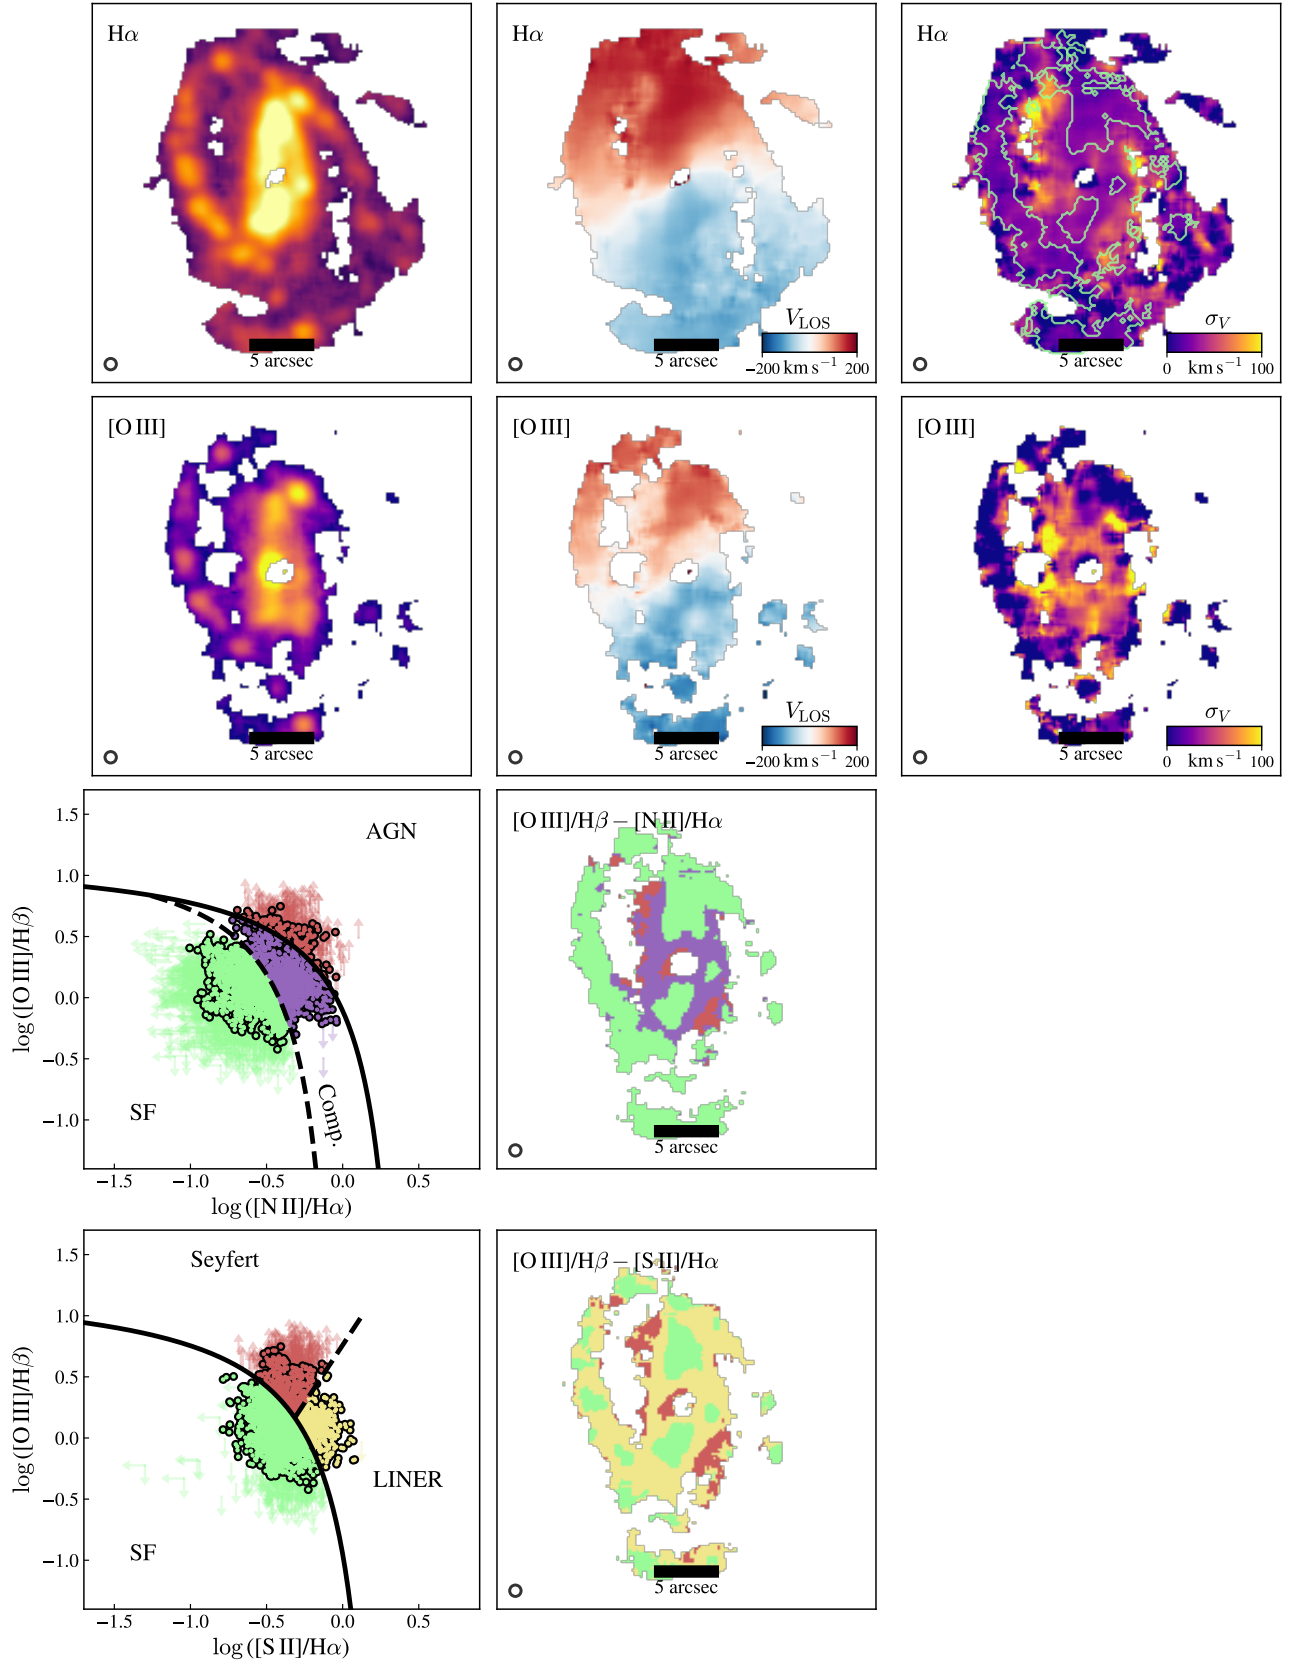 Hα
5 arcsec
Hα
V_LOS
−200 km s⁻¹ 200
5 arcsec
Hα
σ_V
0 km s⁻¹ 100
5 arcsec
[O III]
5 arcsec
[O III]
V_LOS
−200 km s⁻¹ 200
5 arcsec
[O III]
σ_V
0 km s⁻¹ 100
5 arcsec
1.5
1.0
0.5
0.0
−0.5
−1.0
log ([O III]/Hβ)
AGN
SF
Comp.
−1.5 −1.0 −0.5 0.0 0.5
log ([N II]/Hα)
[O III]/Hβ − [N II]/Hα
5 arcsec
1.5
1.0
0.5
0.0
−0.5
−1.0
log ([O III]/Hβ)
Seyfert
LINER
SF
−1.5 −1.0 −0.5 0.0 0.5
log ([S II]/Hα)
[O III]/Hβ − [S II]/Hα
5 arcsec